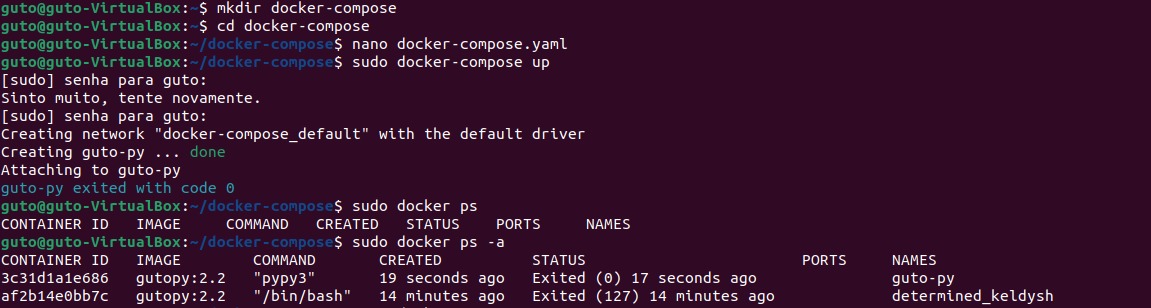 guto@guto-VirtualBox:~$ mkdir docker-compose
guto@guto-VirtualBox:~$ cd docker-compose
guto@guto-VirtualBox:~/docker-compose$ nano docker-compose.yaml
guto@guto-VirtualBox:~/docker-compose$ sudo docker-compose up
[sudo] senha para guto:
Sinto muito, tente novamente.
[sudo] senha para guto:
Creating network "docker-compose_default" with the default driver
Creating guto-py ... done
Attaching to guto-py
guto-py exited with code 0
guto@guto-VirtualBox:~/docker-compose$ sudo docker ps
CONTAINER ID   IMAGE     COMMAND   CREATED   STATUS    PORTS     NAMES
guto@guto-VirtualBox:~/docker-compose$ sudo docker ps -a
CONTAINER ID   IMAGE        COMMAND       CREATED          STATUS                        PORTS     NAMES
3c31d1a1e686   gutopy:2.2   "pypy3"       19 seconds ago   Exited (0) 17 seconds ago               guto-py
af2b14e0bb7c   gutopy:2.2   "/bin/bash"   14 minutes ago   Exited (127) 14 minutes ago             determined_keldysh